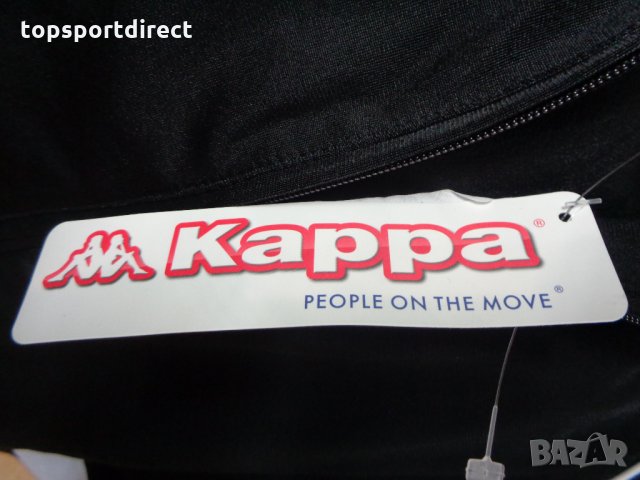 topsportdirect
Kappa®
PEOPLE ON THE MOVE®
BAZAR